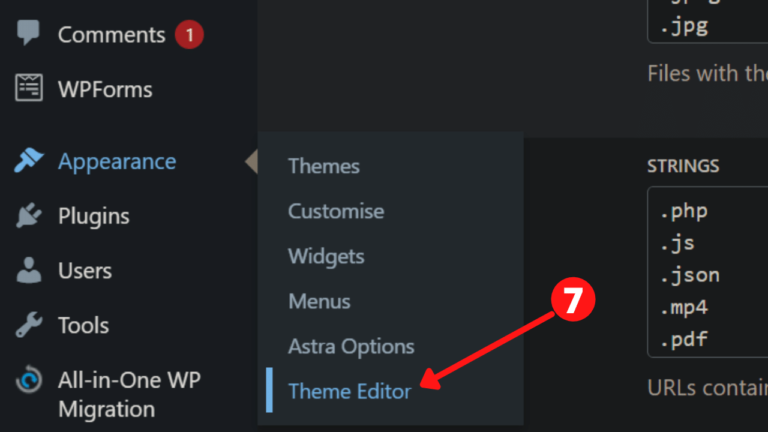 Comments 1
WPForms
Appearance
Plugins
Users
Tools
All-in-One WP
Migration
Themes
Customise
Widgets
Menus
Astra Options
Theme Editor
7
.jpg
Files with the
STRINGS
.php
.js
.json
.mp4
.pdf
URLs contain